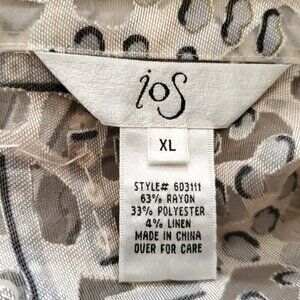 ios
XL
STYLE# 603111
63% RAYON
33% POLYESTER
4% LINEN
MADE IN CHINA
OVER FOR CARE